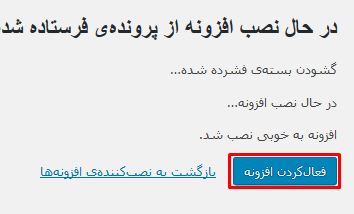 در حال نصب افزونه از پرونده‌ی فرستاده شد
گشودن بسته‌ی فشرده شده...
در حال نصب افزونه...
افزونه به خوبی نصب شد.
فعال‌کردن افزونه بازگشت به نصب‌کننده‌ی افزونه‌ها